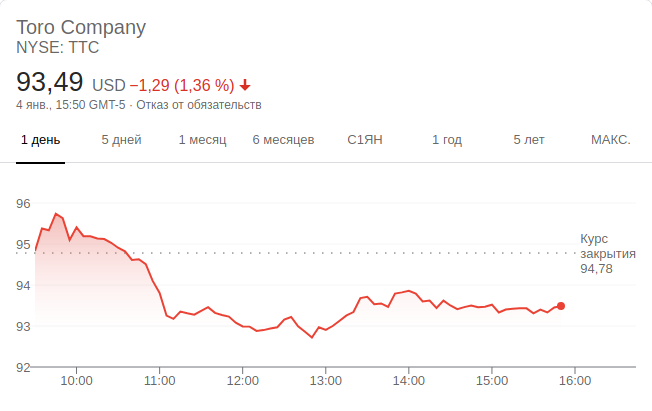 Toro Company
NYSE: TTC
93,49 USD −1,29 (1,36 %)
4 янв., 15:50 GMT-5 · Отказ от обязательств
1 день 5 дней 1 месяц 6 месяцев С1ЯН 1 год 5 лет МАКС.
96
95
94
93
92
Курс
закрытия
94,78
10:00 11:00 12:00 13:00 14:00 15:00 16:00